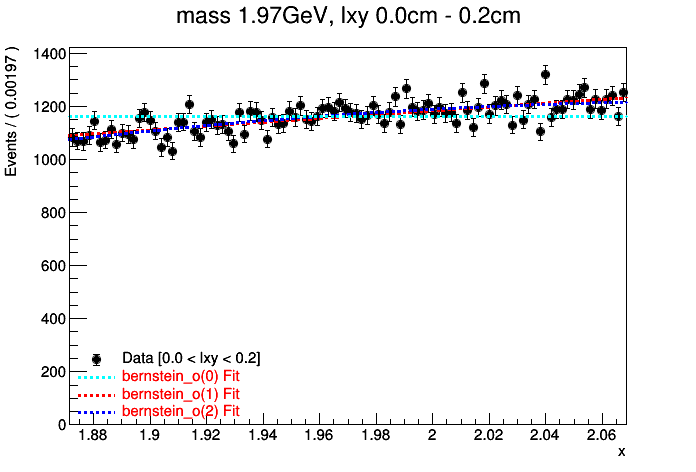 mass 1.97GeV, lxy 0.0cm - 0.2cm
Events / ( 0.00197 )
1400
1200
1000
800
600
400
200
0
Data [0.0 < lxy < 0.2]
bernstein_o(0) Fit
bernstein_o(1) Fit
bernstein_o(2) Fit
1.88 1.9 1.92 1.94 1.96 1.98 2 2.02 2.04 2.06
x